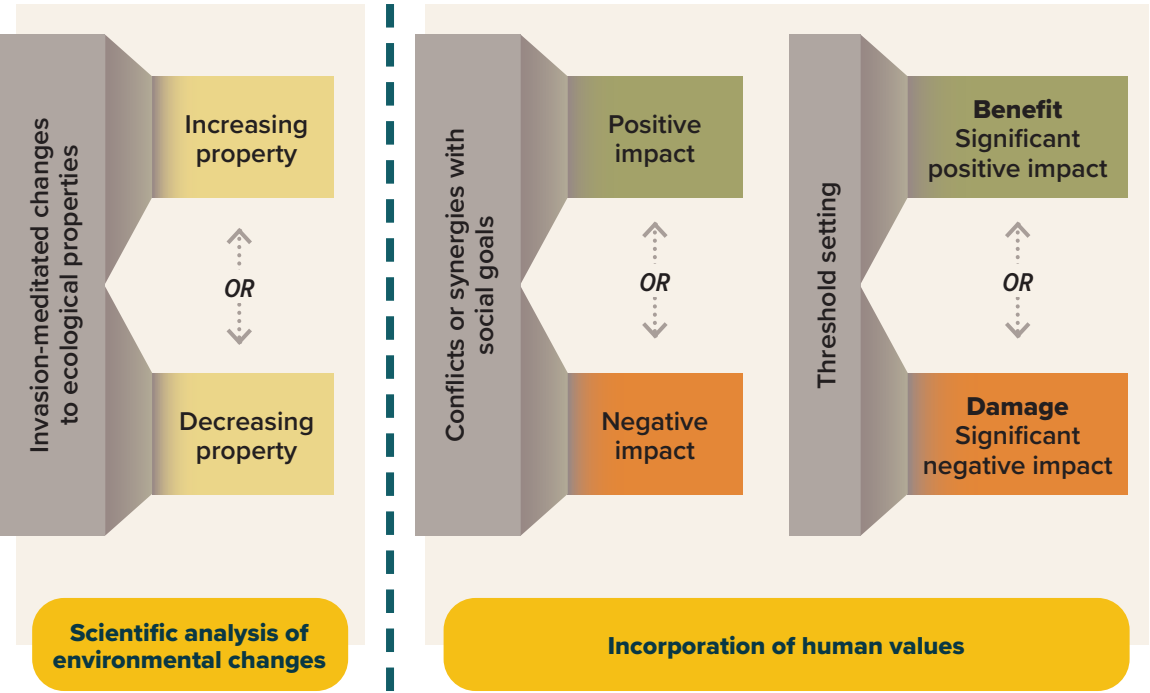 Invasion-meditated changes
to ecological properties
Increasing
property
OR
Decreasing
property
Scientific analysis of
environmental changes
Conflicts or synergies with
social goals
Positive
impact
OR
Negative
impact
Threshold setting
Benefit
Significant
positive impact
OR
Damage
Significant
negative impact
Incorporation of human values